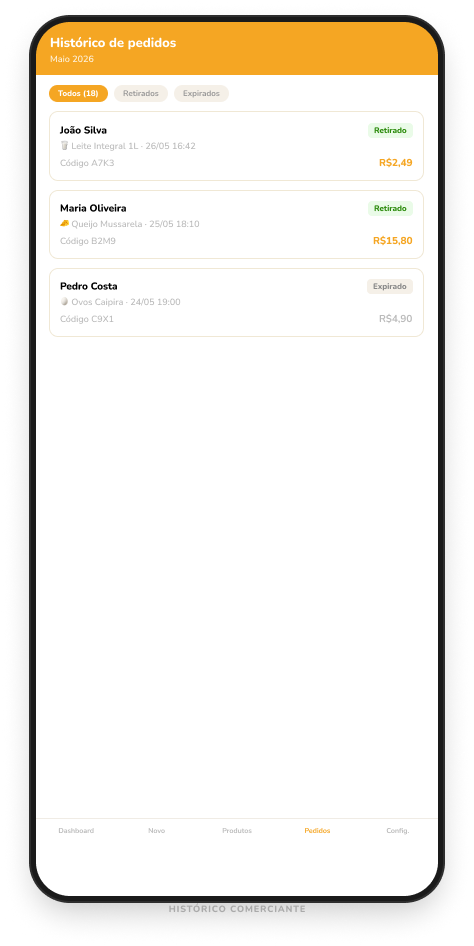 Histórico de pedidos
Maio 2026
Todos (18) Retirados Expirados
João Silva Retirado
Leite Integral 1L · 26/05 16:42
Código A7K3 R$2,49
Maria Oliveira Retirado
Queijo Mussarela · 25/05 18:10
Código B2M9 R$15,80
Pedro Costa Expirado
Ovos Caipira · 24/05 19:00
Código C9X1 R$4,90
Dashboard Novo Produtos Pedidos Config.
HISTÓRICO COMERCIANTE